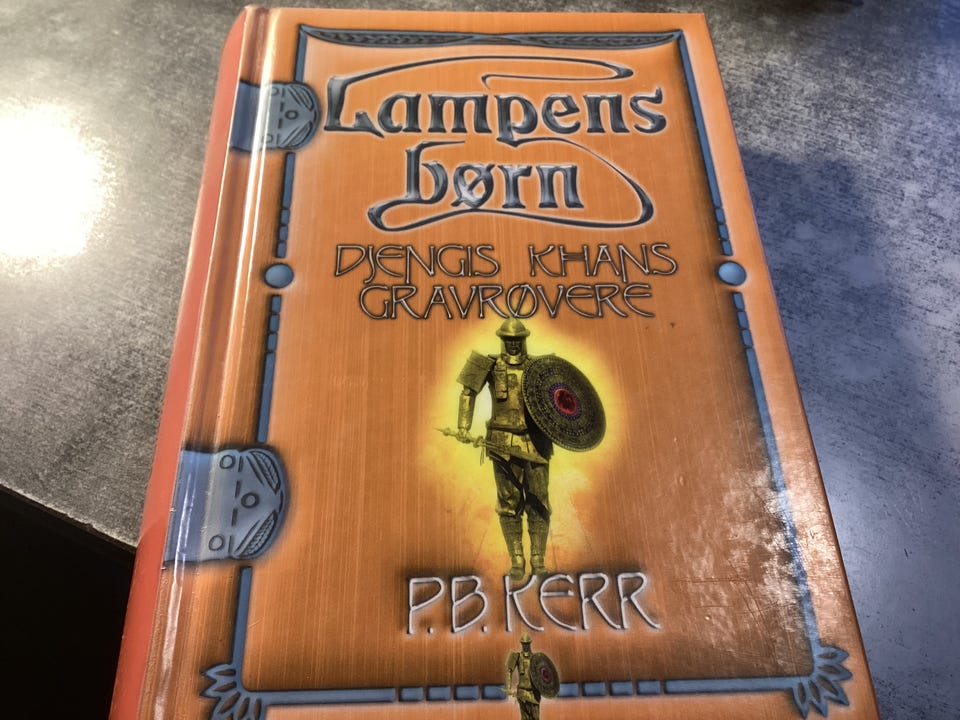 Lampens
børn
DJENGIS KHANS
GRAVRØVERE
P.B. KERR